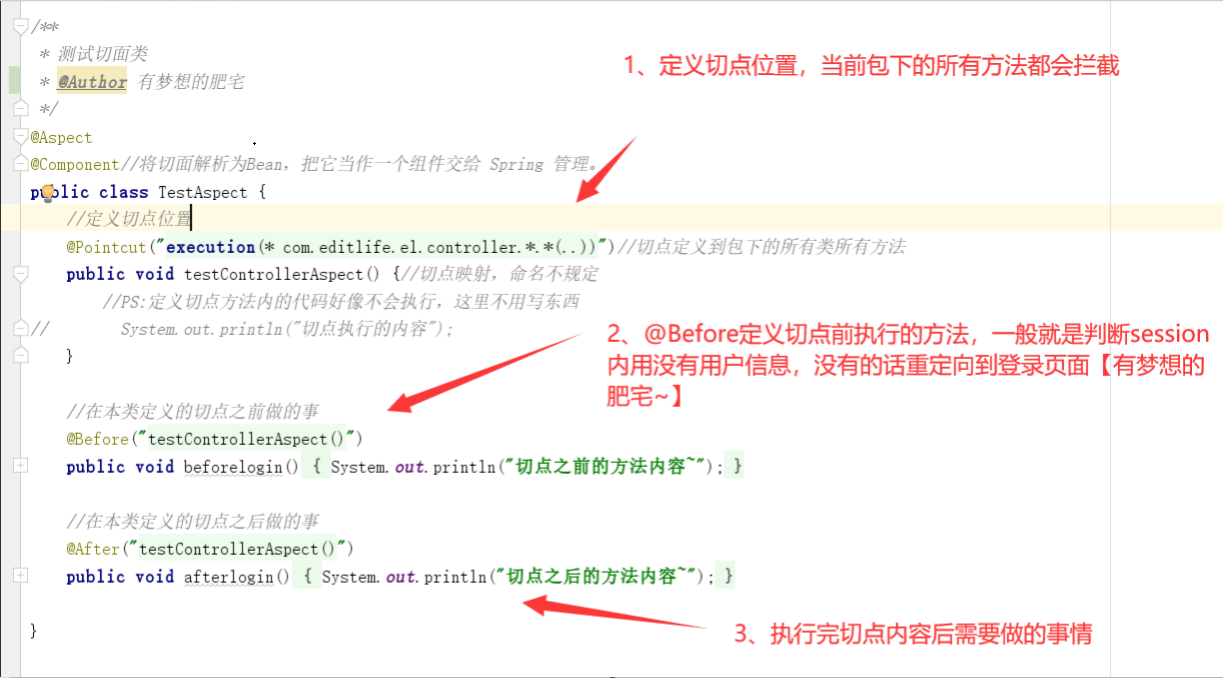 /**
* 测试切面类
* @Author 有梦想的肥宅
*/
1、定义切点位置，当前包下的所有方法都会拦截
@Aspect
@Component//将切面解析为Bean，把它当作一个组件交给 Spring 管理。
public class TestAspect {
//定义切点位置
@Pointcut("execution(* com.editlife.el.controller.*.*(..))")//切点定义到包下的所有类所有方法
public void testControllerAspect() {//切点映射，命名不规定
//PS:定义切点方法内的代码好像不会执行，这里不用写东西
// System.out.println("切点执行的内容");
}
2、@Before定义切点前执行的方法，一般就是判断session
内用没有用户信息，没有的话重定向到登录页面【有梦想的
肥宅~】
//在本类定义的切点之前做的事
@Before("testControllerAspect()")
public void beforelogin() { System.out.println("切点之前的方法内容~"); }
//在本类定义的切点之后做的事
@After("testControllerAspect()")
public void afterlogin() { System.out.println("切点之后的方法内容~"); }
3、执行完切点内容后需要做的事情
}